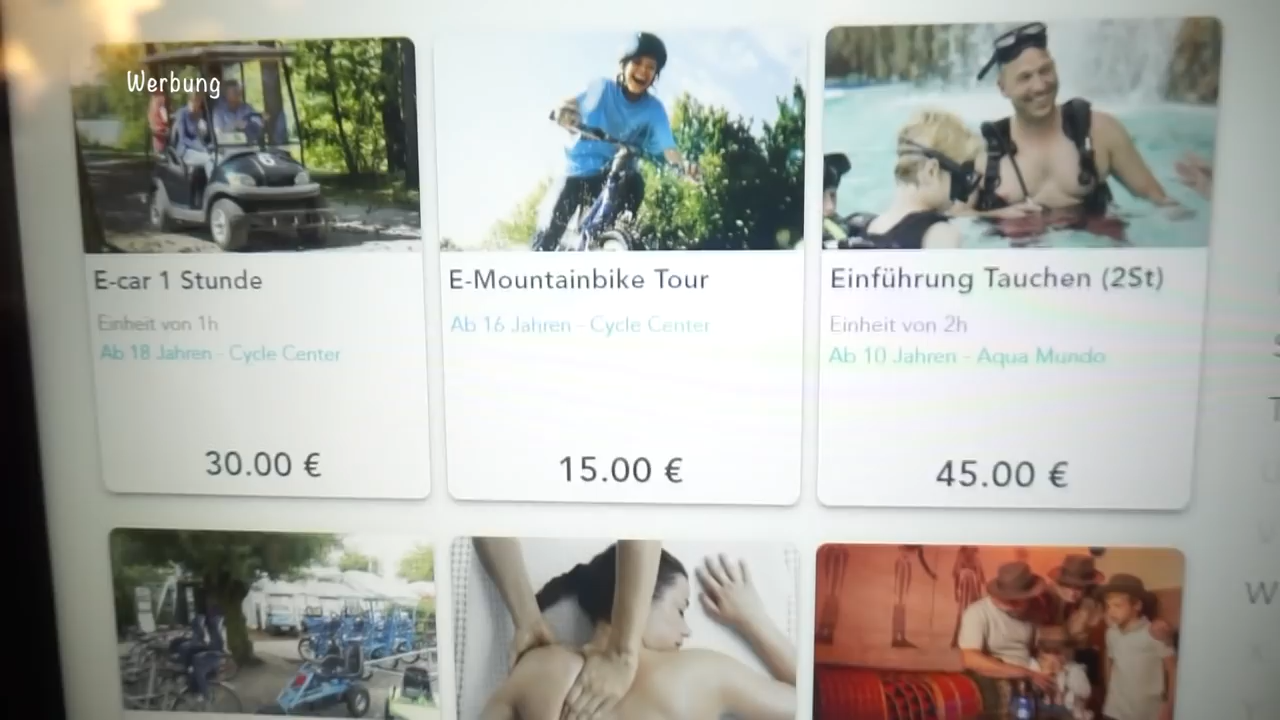 Werbung
E-car 1 Stunde
Einheit von 1h
Ab 18 Jahren - Cycle Center
30.00 €
E-Mountainbike Tour
Ab 16 Jahren - Cycle Center
15.00 €
Einführung Tauchen (2St)
Einheit von 2h
Ab 10 Jahren - Aqua Mundo
45.00 €